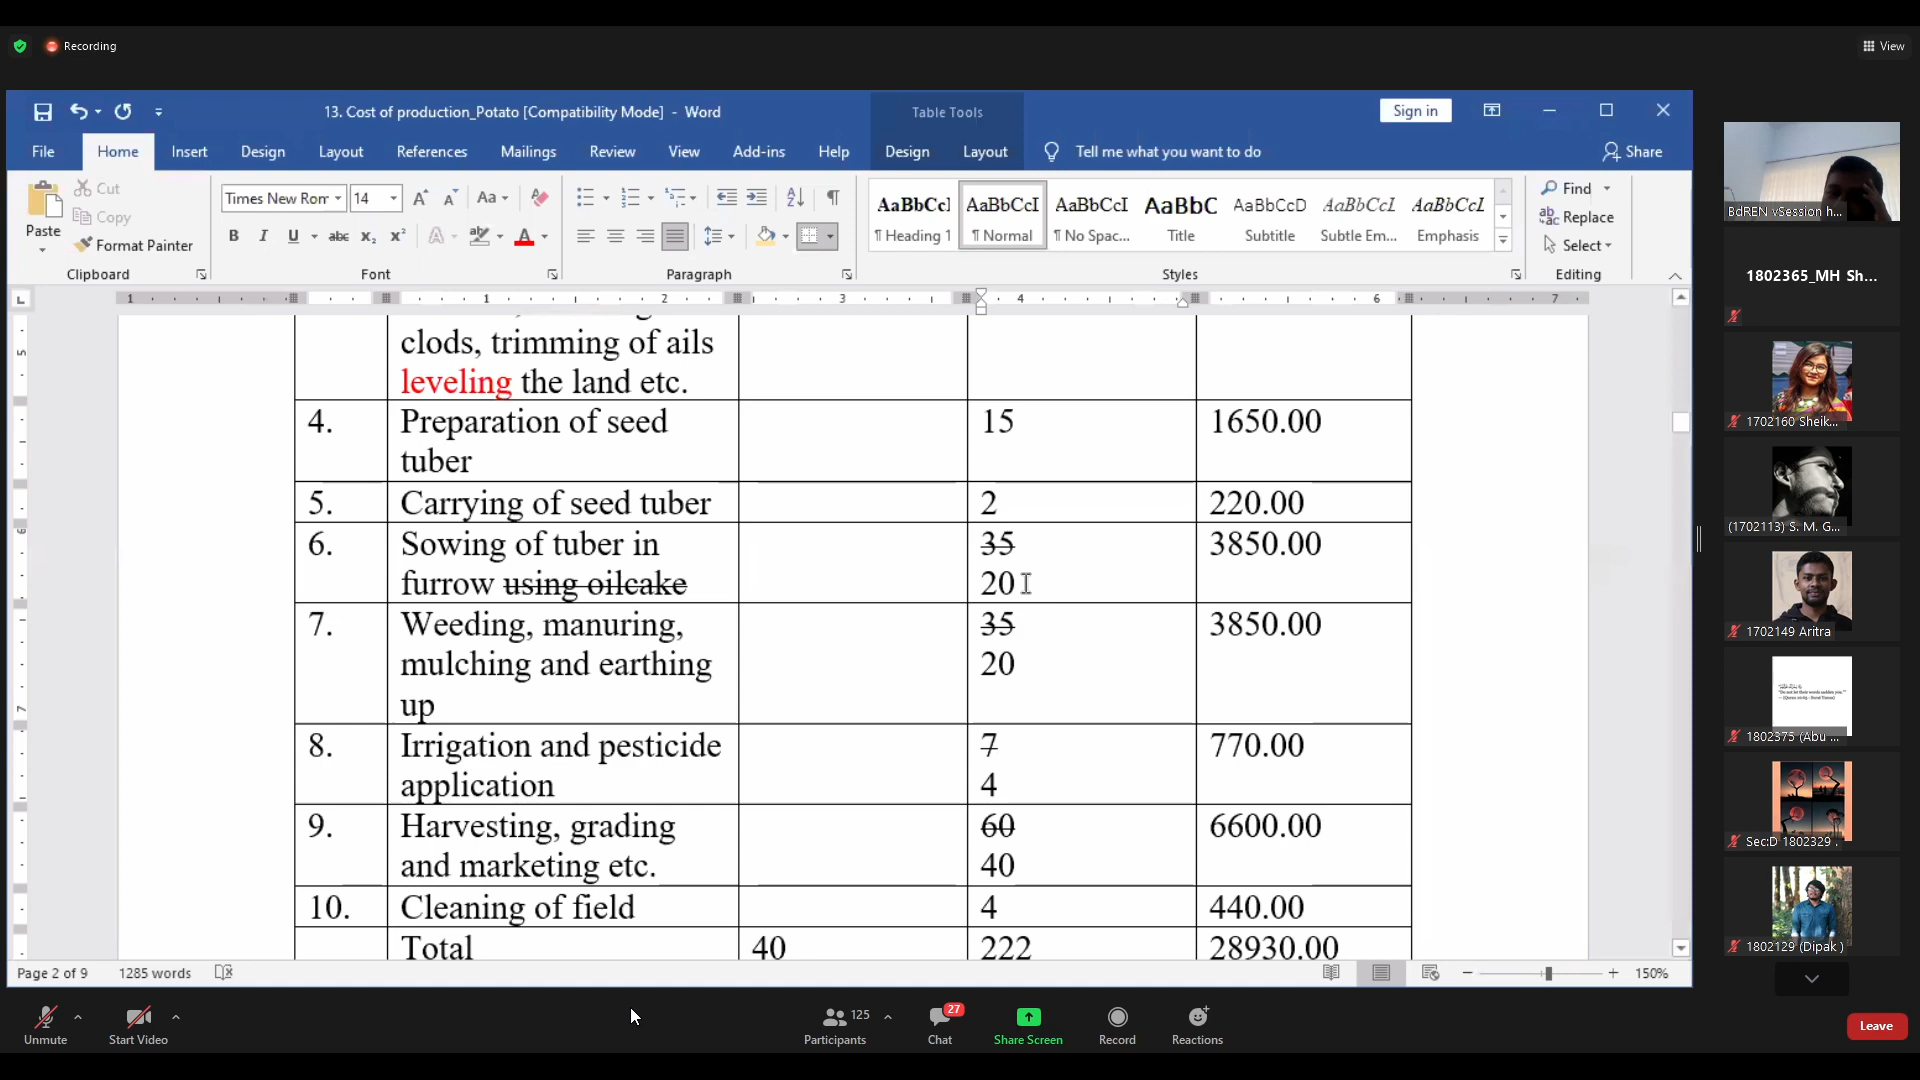 Recording
View
13. Cost of production_Potato [Compatibility Mode] - Word
Table Tools
Sign in
File Home Insert Design Layout References Mailings Review View Add-ins Help Design Layout Tell me what you want to do Share
Paste
Cut
Copy
Format Painter
Clipboard
Times New Ron 14
Font
Paragraph
AaBbCcI AaBbCcI AaBbCcI AaBbC AaBbCcD AaBbCcL AaBbCcL
¶ Heading 1 ¶ Normal ¶ No Spac... Title Subtitle Subtle Em... Emphasis
Styles
Find
Replace
Select
Editing
clods, trimming of ails
leveling the land etc.
4. Preparation of seed 15 1650.00
tuber
5. Carrying of seed tuber 2 220.00
6. Sowing of tuber in 35 3850.00
furrow using oilcake 20
7. Weeding, manuring, 35 3850.00
mulching and earthing 20
up
8. Irrigation and pesticide 7 770.00
application 4
9. Harvesting, grading 60 6600.00
and marketing etc. 40
10. Cleaning of field 4 440.00
Total 40 222 28930.00
Page 2 of 9 1285 words 150%
BdREN vSession h...
1802365_MH Sh...
1702160 Sheik...
(1702113) S. M. G...
1702149 Aritra
1802375 (Abu ...
Sec:D 1802329 .
1802129 (Dipak )
Unmute
Start Video
125
Participants
27
Chat
Share Screen
Record
Reactions
Leave